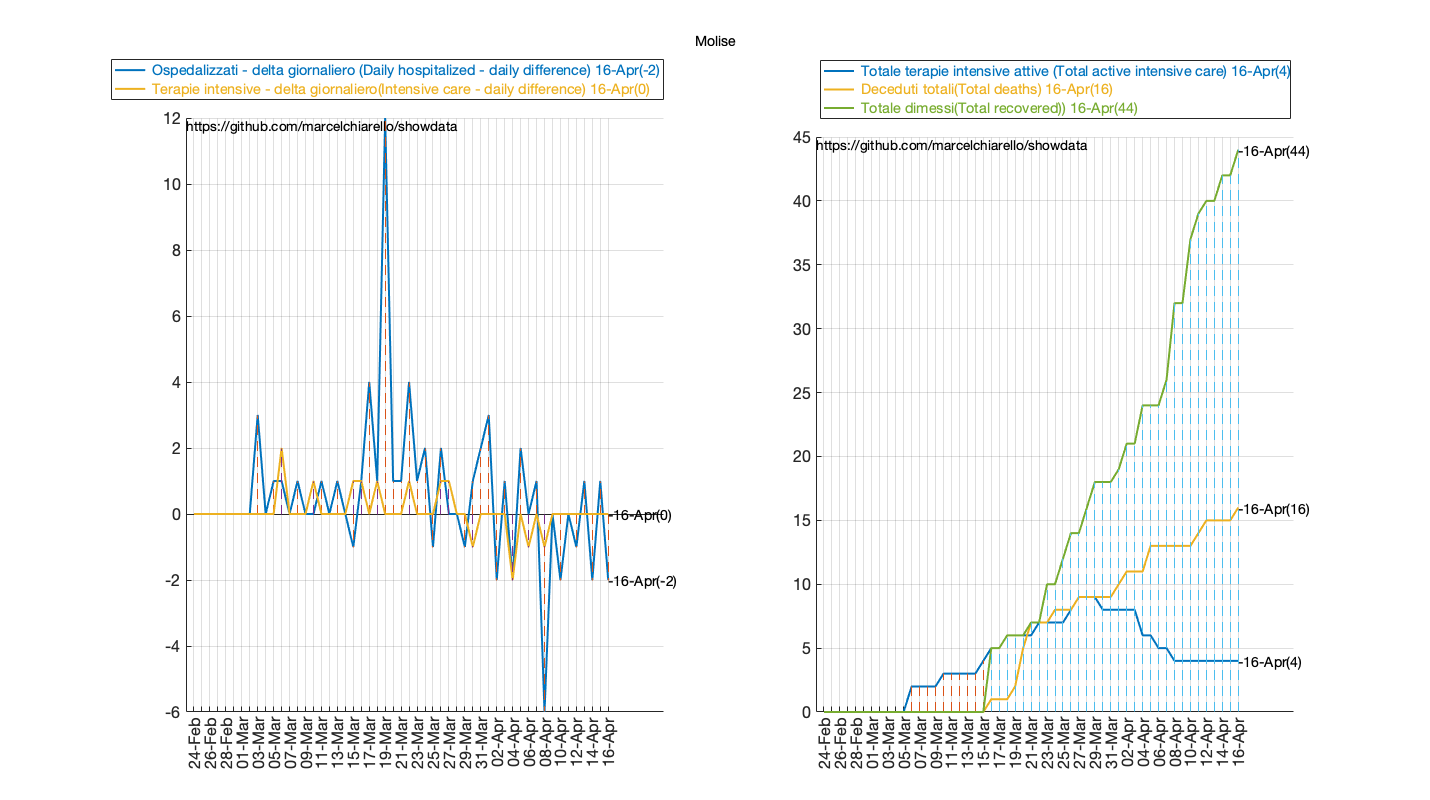 Molise
Ospedalizzati - delta giornaliero (Daily hospitalized - daily difference) 16-Apr(-2)
Terapie intensive - delta giornaliero(Intensive care - daily difference) 16-Apr(0)
https://github.com/marcelchiarello/showdata
12
10
8
6
4
2
0
-2
-4
-6
-16-Apr(0)
-16-Apr(-2)
24-Feb
26-Feb
28-Feb
01-Mar
03-Mar
05-Mar
07-Mar
09-Mar
11-Mar
13-Mar
15-Mar
17-Mar
19-Mar
21-Mar
23-Mar
25-Mar
27-Mar
29-Mar
31-Mar
02-Apr
04-Apr
06-Apr
08-Apr
10-Apr
12-Apr
14-Apr
16-Apr
Totale terapie intensive attive (Total active intensive care) 16-Apr(4)
Deceduti totali(Total deaths) 16-Apr(16)
Totale dimessi(Total recovered)) 16-Apr(44)
https://github.com/marcelchiarello/showdata
45
40
35
30
25
20
15
10
5
0
-16-Apr(44)
-16-Apr(16)
-16-Apr(4)
24-Feb
26-Feb
28-Feb
01-Mar
03-Mar
05-Mar
07-Mar
09-Mar
11-Mar
13-Mar
15-Mar
17-Mar
19-Mar
21-Mar
23-Mar
25-Mar
27-Mar
29-Mar
31-Mar
02-Apr
04-Apr
06-Apr
08-Apr
10-Apr
12-Apr
14-Apr
16-Apr